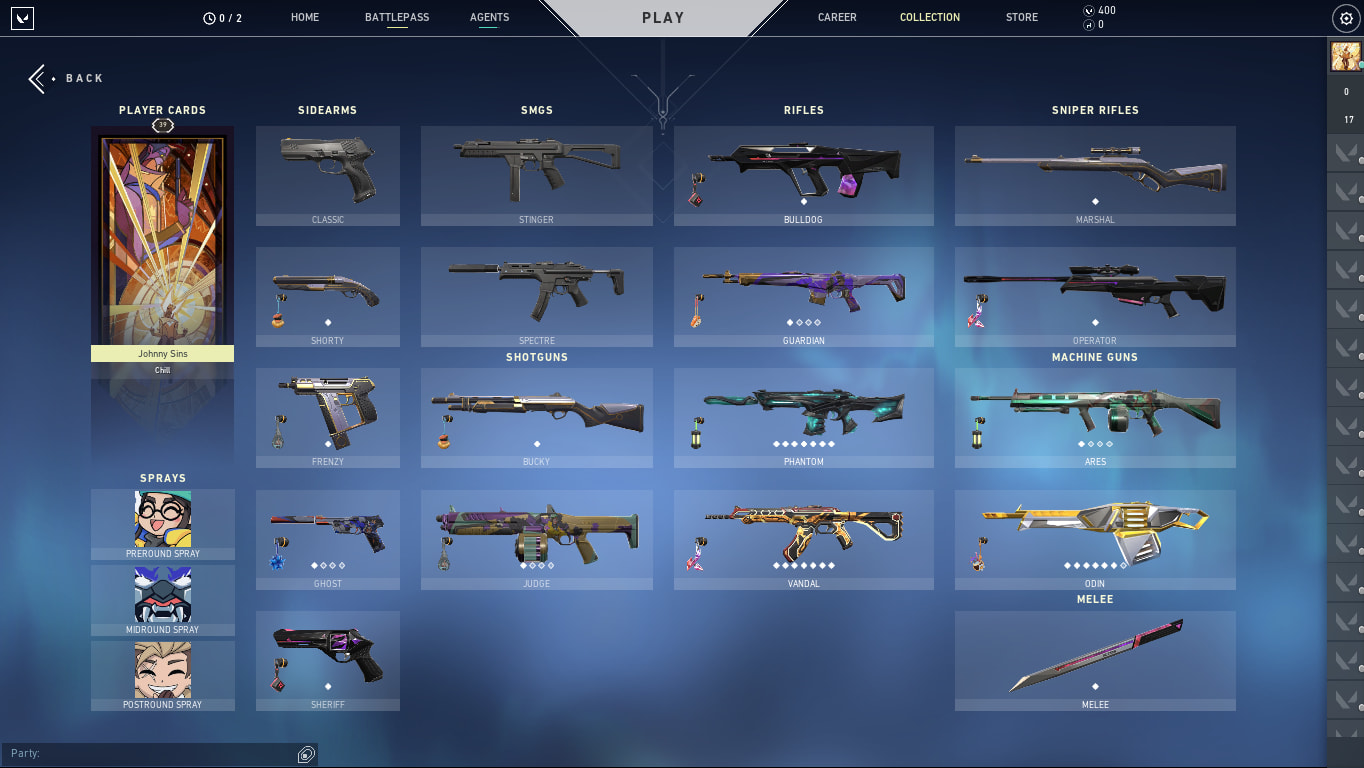 0 / 2
HOME
BATTLEPASS
AGENTS
PLAY
CAREER
COLLECTION
STORE
400
0
BACK
0
17
PLAYER CARDS
39
Johnny Sins
Chill
SPRAYS
PREROUND SPRAY
MIDROUND SPRAY
POSTROUND SPRAY
SIDEARMS
CLASSIC
SHORTY
FRENZY
GHOST
SHERIFF
SMGS
STINGER
SPECTRE
SHOTGUNS
BUCKY
JUDGE
RIFLES
BULLDOG
GUARDIAN
PHANTOM
VANDAL
SNIPER RIFLES
MARSHAL
OPERATOR
MACHINE GUNS
ARES
ODIN
MELEE
MELEE
Party: